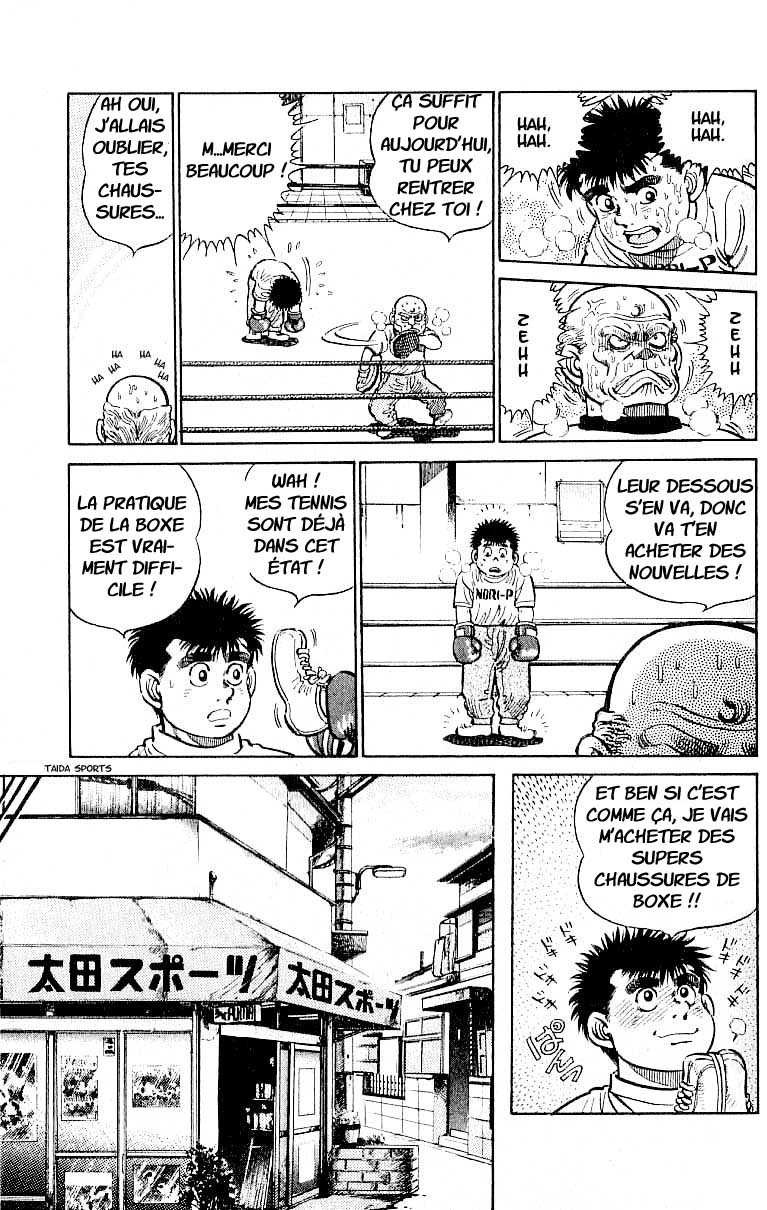 HAH,
HAH.
HAH,
HAH.
ZEHH
ZEHH
ÇA SUFFIT
POUR
AUJOURD'HUI,
TU PEUX
RENTRER
CHEZ TOI !
M...MERCI
BEAUCOUP !
AH OUI,
J'ALLAIS
OUBLIER,
TES
CHAUS-
SURES...
HA
HA
HA
HA
HA
LEUR DESSOUS
S'EN VA, DONC
VA T'EN
ACHETER DES
NOUVELLES !
NORI-P
WAH !
MES TENNIS
SONT DÉJÀ
DANS CET
ÉTAT !
LA PRATIQUE
DE LA BOXE
EST VRAI-
MENT DIFFI-
CILE !
ET BEN SI C'EST
COMME ÇA, JE VAIS
M'ACHETER DES
SUPERS
CHAUSSURES DE
BOXE !!
TAIDA SPORTS
太田スポーツ
太田スポーツ